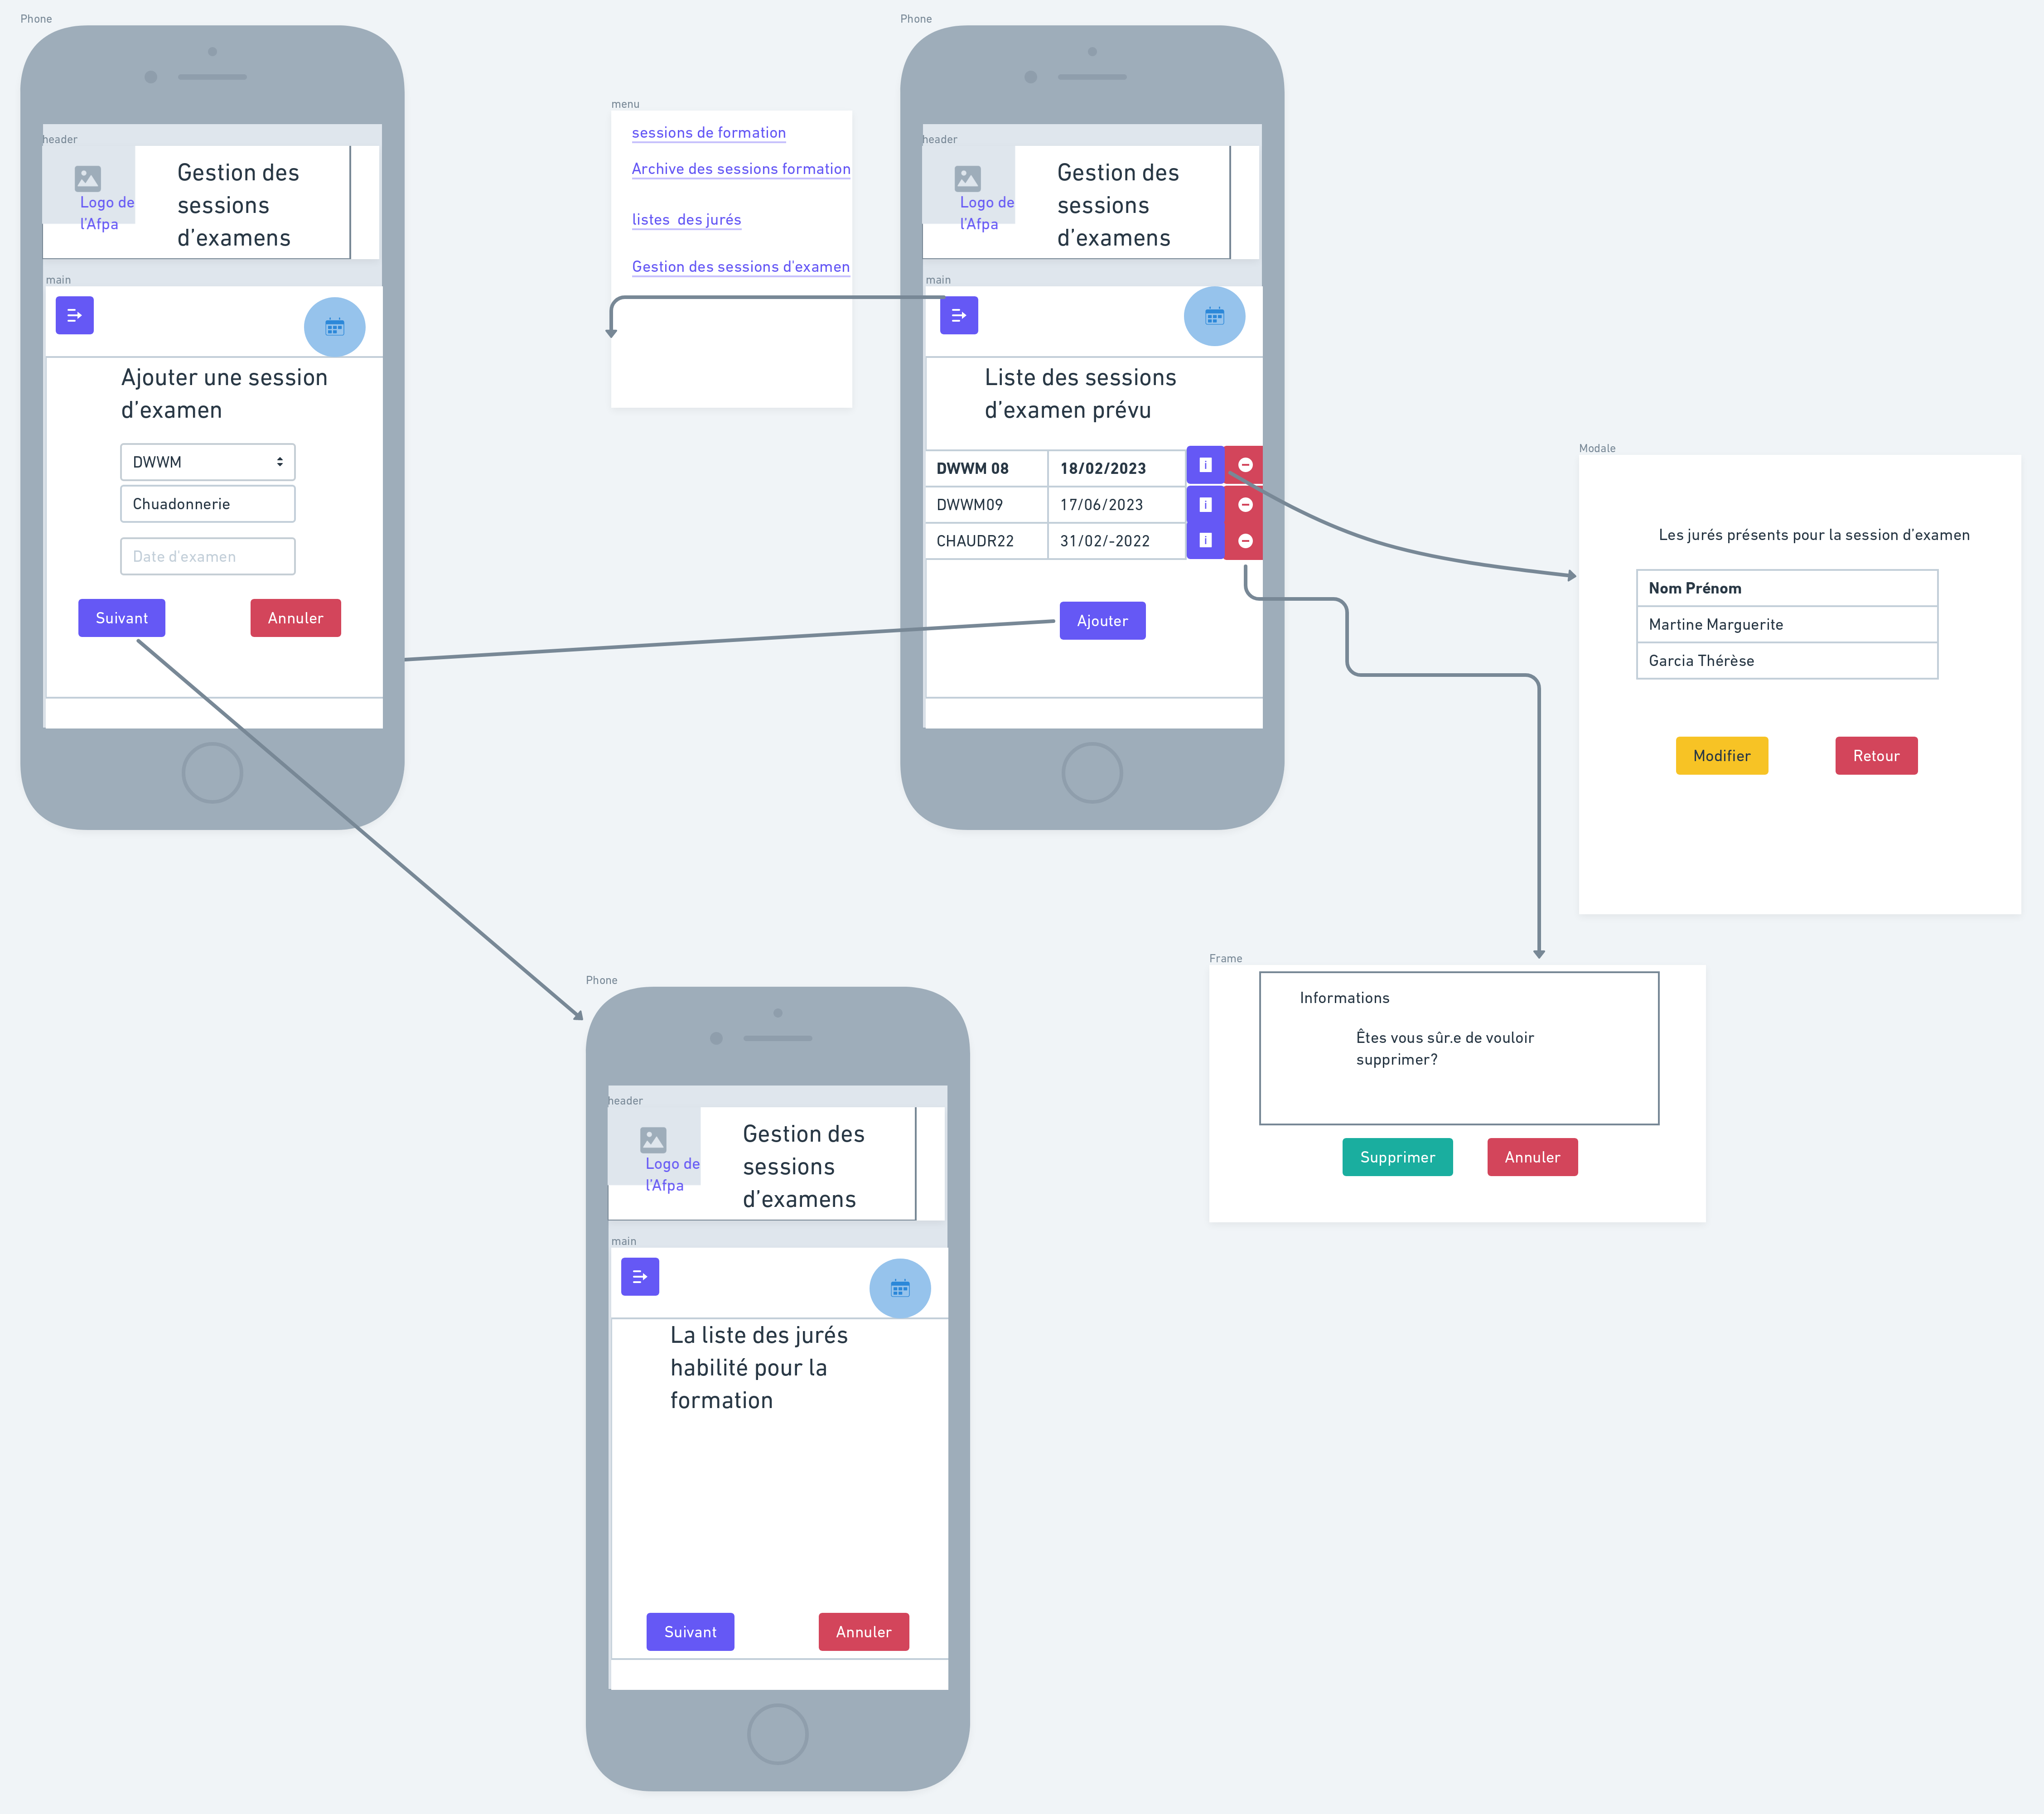 Phone
header
Logo de
l'Afpa
Gestion des
sessions
d'examens
main
Ajouter une session
d'examen
DWWM
Chuadonnerie
Date d'examen
Suivant
Annuler
menu
sessions de formation
Archive des sessions formation
listes  des jurés
Gestion des sessions d'examen
Phone
header
Logo de
l'Afpa
Gestion des
sessions
d'examens
main
Liste des sessions
d'examen prévu
DWWM 08 18/02/2023 i
DWWM09 17/06/2023 i
CHAUDR22 31/02/-2022 i
Ajouter
Modale
Les jurés présents pour la session d'examen
Nom Prénom
Martine Marguerite
Garcia Thérèse
Modifier
Retour
Frame
Informations
Êtes vous sûr.e de vouloir
supprimer?
Supprimer
Annuler
Phone
header
Logo de
l'Afpa
Gestion des
sessions
d'examens
main
La liste des jurés
habilité pour la
formation
Suivant
Annuler